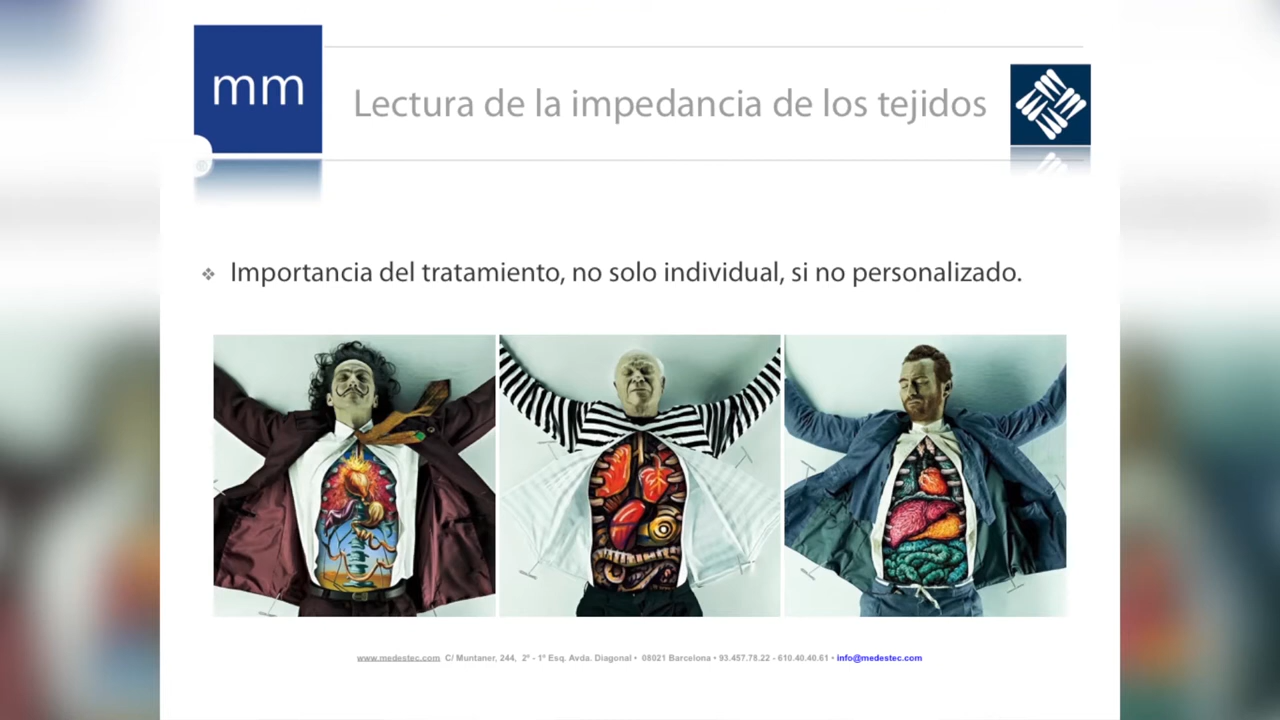 mm
Lectura de la impedancia de los tejidos
❖ Importancia del tratamiento, no solo individual, si no personalizado.
www.medestec.com C/ Muntaner, 244, 2º - 1º Esq. Avda. Diagonal • 08021 Barcelona • 93.457.78.22 - 610.40.40.61 • info@medestec.com